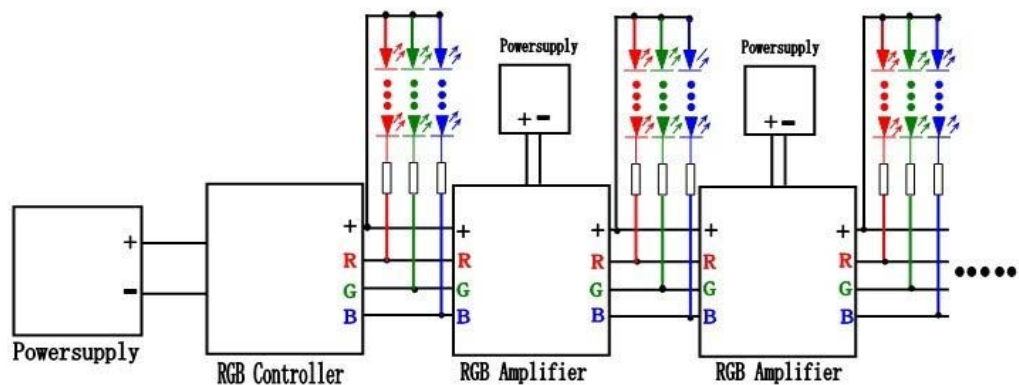 Powersupply
Powersupply
+ -
+ -
+
-
Powersupply
+
R
G
B
RGB Controller
+
R
G
B
+
R
G
B
RGB Amplifier
+
R
G
B
+
R
G
B
RGB Amplifier